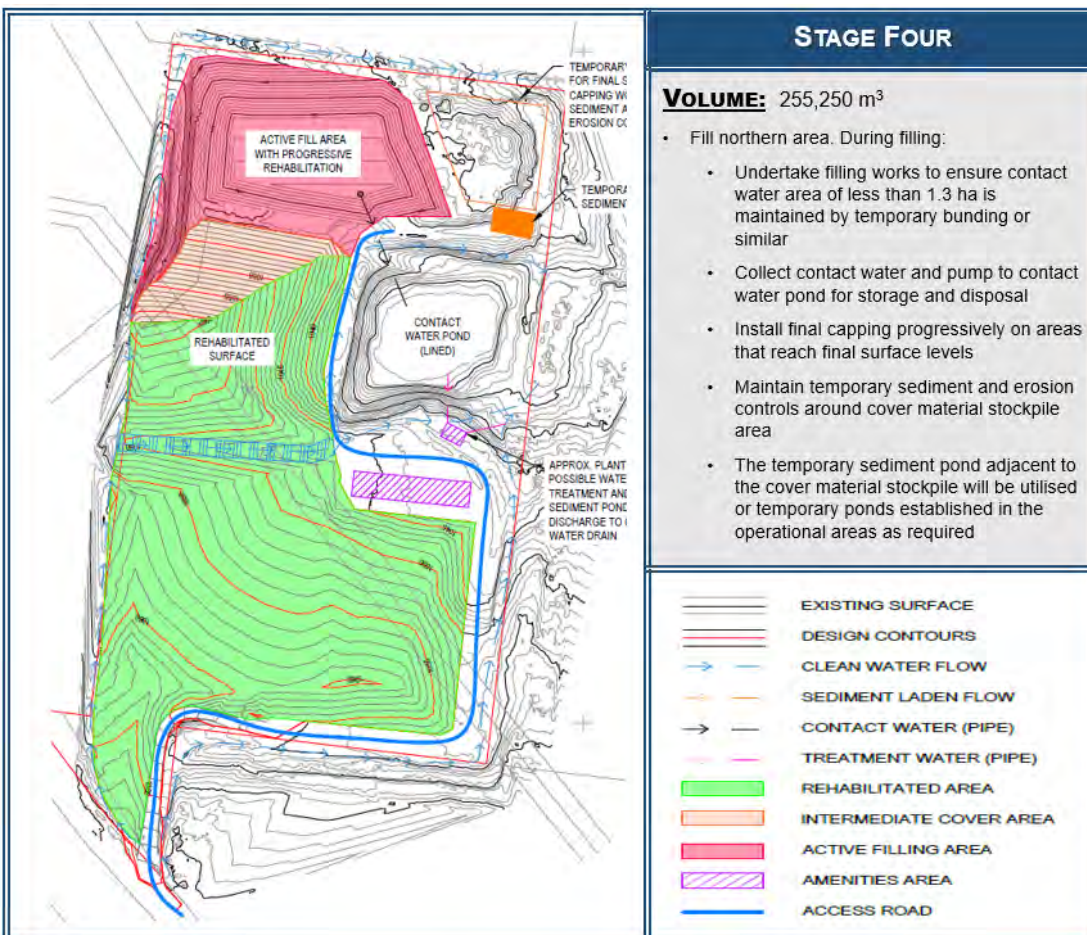 STAGE FOUR
VOLUME: 255,250 m³
• Fill northern area. During filling:
• Undertake filling works to ensure contact
water area of less than 1.3 ha is
maintained by temporary bunding or
similar
• Collect contact water and pump to contact
water pond for storage and disposal
• Install final capping progressively on areas
that reach final surface levels
• Maintain temporary sediment and erosion
controls around cover material stockpile
area
• The temporary sediment pond adjacent to
the cover material stockpile will be utilised
or temporary ponds established in the
operational areas as required
TEMPORARY
FOR FINAL S
CAPPING WO
SEDIMENT A
EROSION CO
ACTIVE FILL AREA
WITH PROGRESSIVE
REHABILITATION
TEMPORA
SEDIMENT
CONTACT
WATER POND
(LINED)
REHABILITATED
SURFACE
APPROX. PLANT
POSSIBLE WATE
TREATMENT AND
SEDIMENT POND
DISCHARGE TO
WATER DRAIN
EXISTING SURFACE
DESIGN CONTOURS
CLEAN WATER FLOW
SEDIMENT LADEN FLOW
CONTACT WATER (PIPE)
TREATMENT WATER (PIPE)
REHABILITATED AREA
INTERMEDIATE COVER AREA
ACTIVE FILLING AREA
AMENITIES AREA
ACCESS ROAD